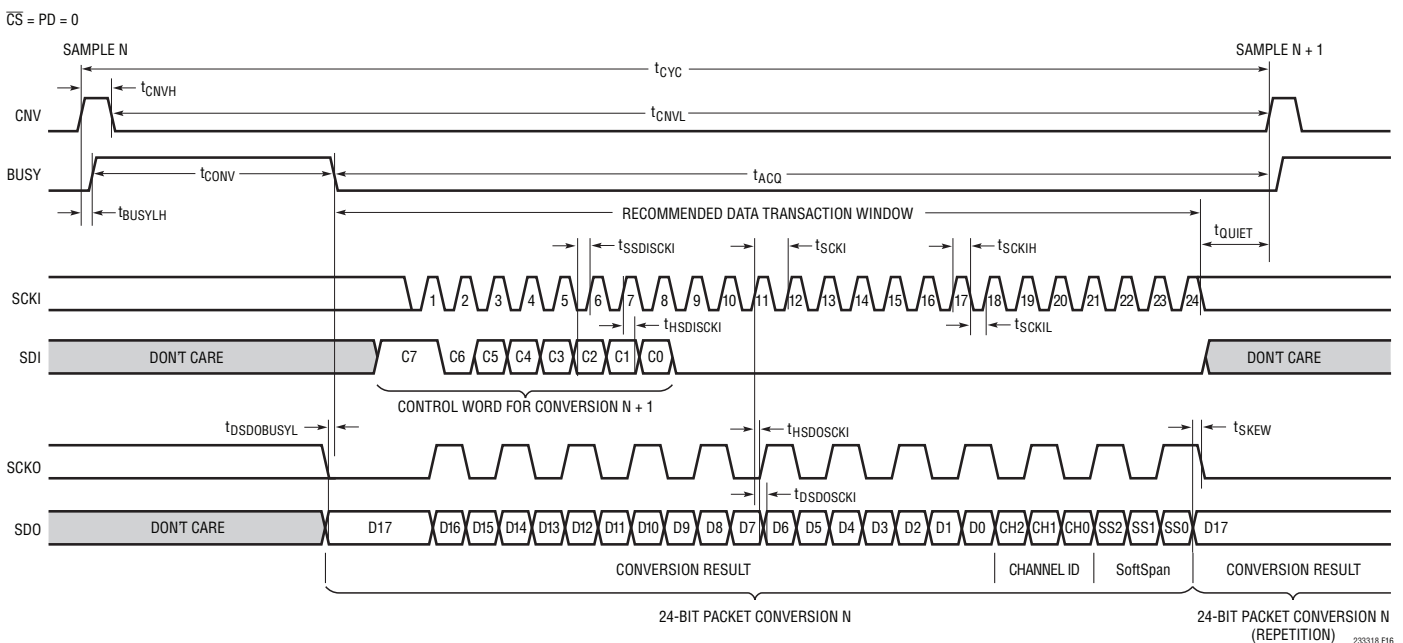 CS = PD = 0
SAMPLE N
SAMPLE N + 1
tCYC
tCNVH
CNV
tCNVL
BUSY
tCONV
tACQ
tBUSYLH
RECOMMENDED DATA TRANSACTION WINDOW
tQUIET
tSSDISCKI
tSCKI
tSCKIH
SCKI
1 2 3 4 5 6 7 8 9 10 11 12 13 14 15 16 17 18 19 20 21 22 23 24
tHSDISCKI
tSCKIL
SDI
DON'T CARE
C7 C6 C5 C4 C3 C2 C1 C0
DON'T CARE
CONTROL WORD FOR CONVERSION N + 1
tDSDOBUSYL
tHSDOSCKI
tSKEW
SCKO
tDSDOSCKI
SDO
DON'T CARE
D17 D16 D15 D14 D13 D12 D11 D10 D9 D8 D7 D6 D5 D4 D3 D2 D1 D0 CH2 CH1 CH0 SS2 SS1 SS0 D17
CONVERSION RESULT
CHANNEL ID
SoftSpan
CONVERSION RESULT
24-BIT PACKET CONVERSION N
24-BIT PACKET CONVERSION N
(REPETITION)
233318 F16